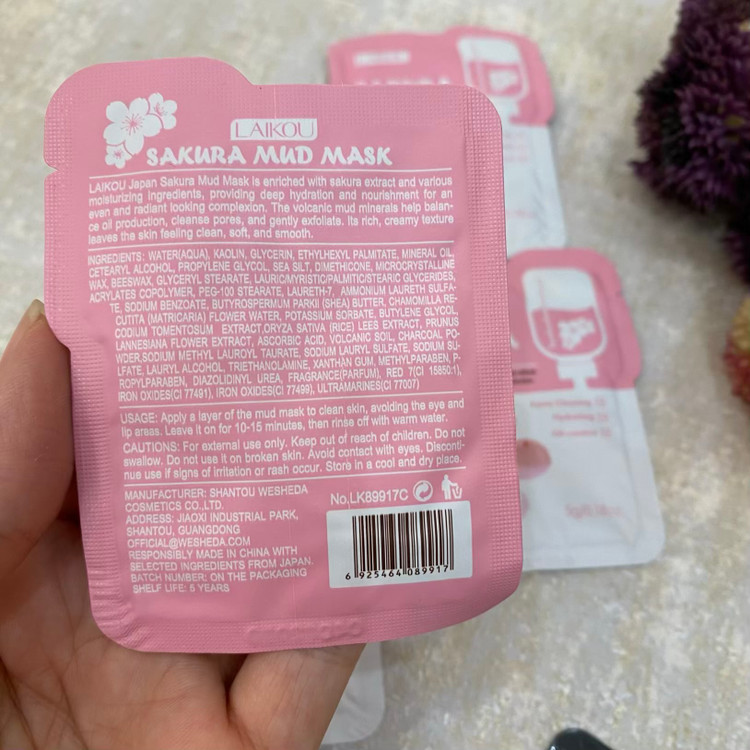 LAIKOU
SAKURA MUD MASK
LAIKOU Japan Sakura Mud Mask is enriched with sakura extract and various
moisturizing ingredients, providing deep hydration and nourishment for an
even and radiant looking complexion. The volcanic mud minerals help balan-
ce oil production, cleanse pores, and gently exfoliate. Its rich, creamy texture
leaves the skin feeling clean, soft, and smooth.
INGREDIENTS: WATER(AQUA), KAOLIN, GLYCERIN, ETHYLHEXYL PALMITATE, MINERAL OIL,
CETEARYL ALCOHOL, PROPYLENE GLYCOL, SEA SILT, DIMETHICONE, MICROCRYSTALLINE
WAX, BEESWAX, GLYCERYL STEARATE, LAURIC/MYRISTIC/PALMITIC/STEARIC GLYCERIDES,
ACRYLATES COPOLYMER, PEG-100 STEARATE, LAURETH-7, AMMONIUM LAURETH SULFA-
TE, SODIUM BENZOATE, BUTYROSPERMUM PARKII (SHEA) BUTTER, CHAMOMILLA RE-
CUTITA (MATRICARIA) FLOWER WATER, POTASSIUM SORBATE, BUTYLENE GLYCOL,
CODIUM TOMENTOSUM EXTRACT.ORYZA SATIVA (RICE) LEES EXTRACT, PRUNUS
LANNESIANA FLOWER EXTRACT, ASCORBIC ACID, VOLCANIC SOIL, CHARCOAL PO-
WDER,SODIUM METHYL LAUROYL TAURATE, SODIUM LAURYL SULFATE, SODIUM SU-
LFATE, LAURYL ALCOHOL, TRIETHANOLAMINE, XANTHAN GUM, METHYLPARABEN, P-
ROPYLPARABEN, DIAZOLIDINYL UREA, FRAGRANCE(PARFUM), RED 7(CI 15850:1),
IRON OXIDES(CI 77491), IRON OXIDES(CI 77499), ULTRAMARINES(CI 77007)
USAGE: Apply a layer of the mud mask to clean skin, avoiding the eye and
lip areas. Leave it on for 10-15 minutes, then rinse off with warm water.
CAUTIONS: For external use only. Keep out of reach of children. Do not
swallow. Do not use it on broken skin. Avoid contact with eyes. Disconti-
nue use if signs of irritation or rash occur. Store in a cool and dry place.
MANUFACTURER: SHANTOU WESHEDA
COSMETICS CO.,LTD.
ADDRESS: JIAOXI INDUSTRIAL PARK,
SHANTOU, GUANGDONG
OFFICIAL@WESHEDA.COM
RESPONSIBLY MADE IN CHINA WITH
SELECTED INGREDIENTS FROM JAPAN.
BATCH NUMBER: ON THE PACKAGING
SHELF LIFE: 5 YEARS
No.LK89917C
6 925464 089917